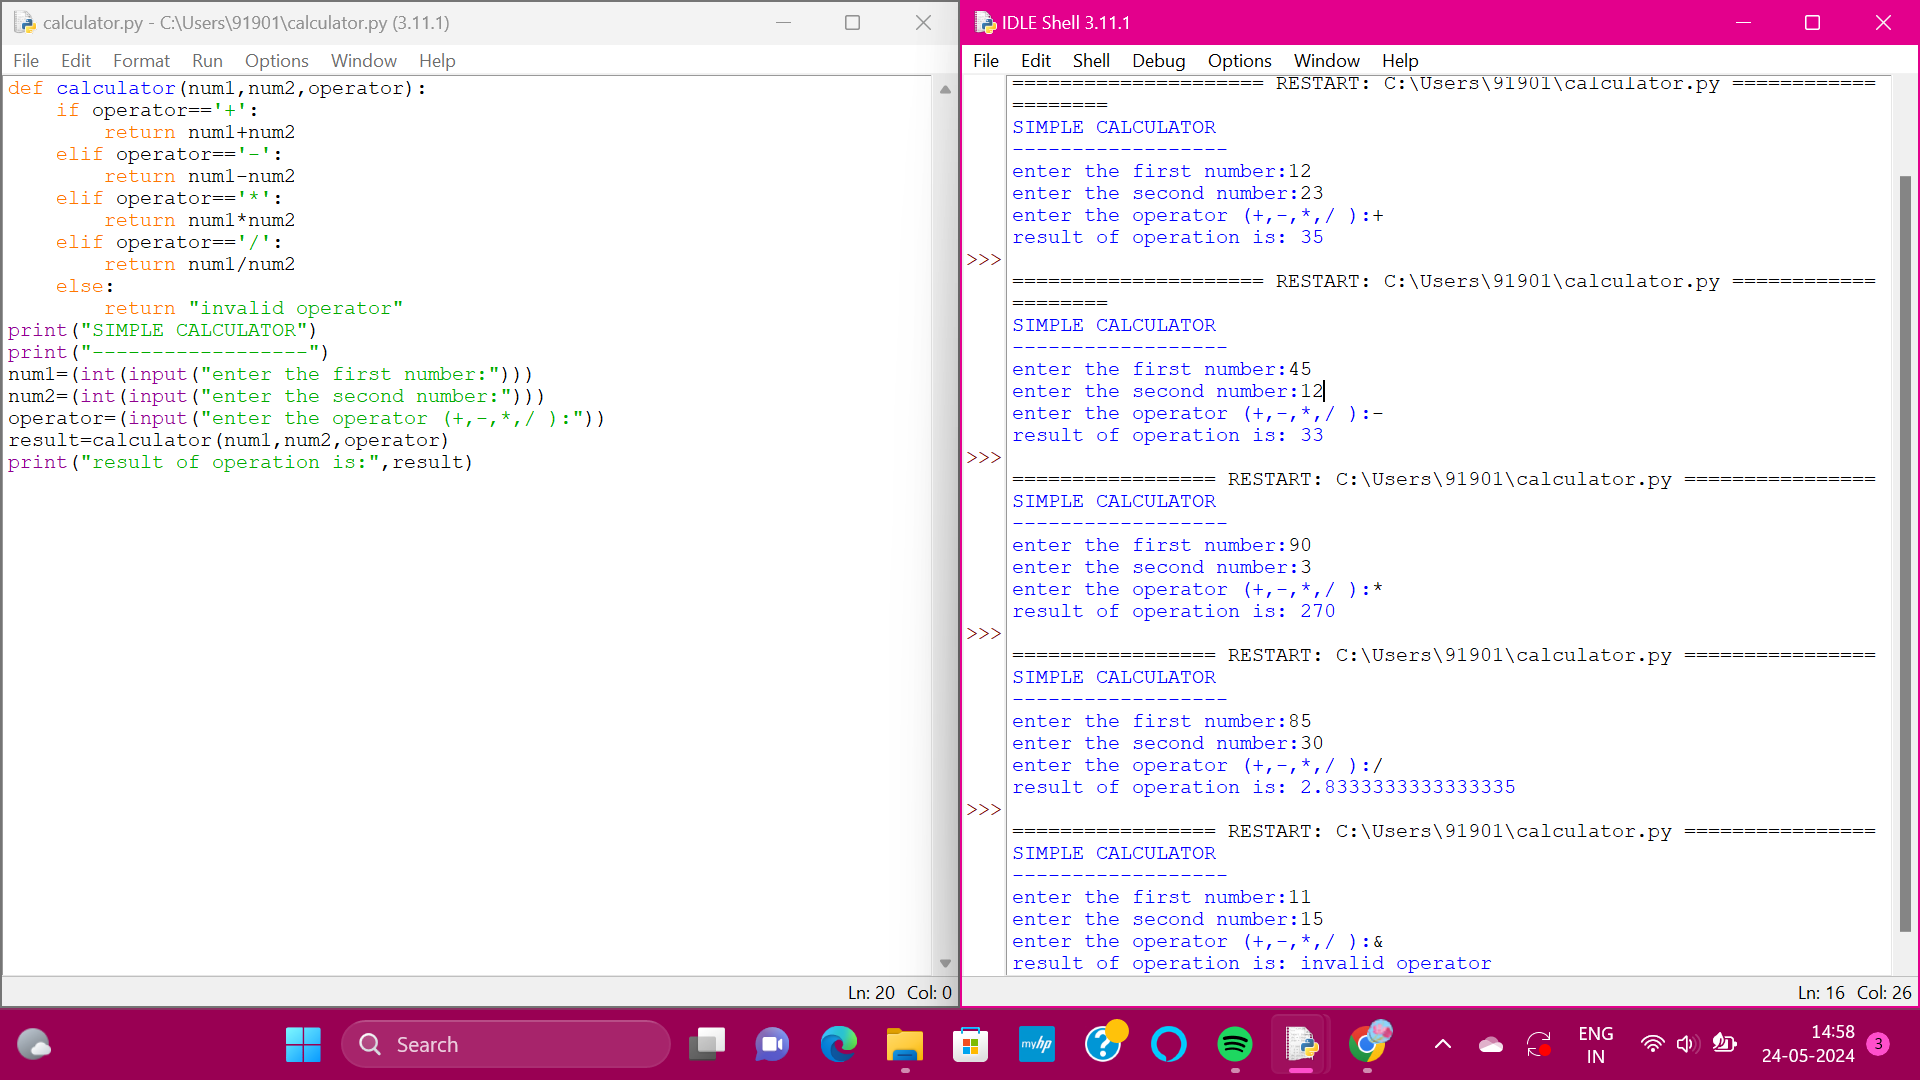 calculator.py - C:\Users\91901\calculator.py (3.11.1)
File Edit Format Run Options Window Help
def calculator(num1,num2,operator):
    if operator=='+':
        return num1+num2
    elif operator=='-':
        return num1-num2
    elif operator=='*':
        return num1*num2
    elif operator=='/':
        return num1/num2
    else:
        return "invalid operator"
print("SIMPLE CALCULATOR")
print("------------------")
num1=(int(input("enter the first number:")))
num2=(int(input("enter the second number:")))
operator=(input("enter the operator (+,-,*,/ ):"))
result=calculator(num1,num2,operator)
print("result of operation is:",result)
Ln: 20 Col: 0
IDLE Shell 3.11.1
File Edit Shell Debug Options Window Help
===================== RESTART: C:\Users\91901\calculator.py ============
========
SIMPLE CALCULATOR
------------------
enter the first number:12
enter the second number:23
enter the operator (+,-,*,/ ):+
result of operation is: 35
>>>
===================== RESTART: C:\Users\91901\calculator.py ============
========
SIMPLE CALCULATOR
------------------
enter the first number:45
enter the second number:12
enter the operator (+,-,*,/ ):-
result of operation is: 33
>>>
================= RESTART: C:\Users\91901\calculator.py ================
SIMPLE CALCULATOR
------------------
enter the first number:90
enter the second number:3
enter the operator (+,-,*,/ ):*
result of operation is: 270
>>>
================= RESTART: C:\Users\91901\calculator.py ================
SIMPLE CALCULATOR
------------------
enter the first number:85
enter the second number:30
enter the operator (+,-,*,/ ):/
result of operation is: 2.8333333333333335
>>>
================= RESTART: C:\Users\91901\calculator.py ================
SIMPLE CALCULATOR
------------------
enter the first number:11
enter the second number:15
enter the operator (+,-,*,/ ):&
result of operation is: invalid operator
Ln: 16 Col: 26
Search
myhp
?
ENG
IN
14:58
24-05-2024
3